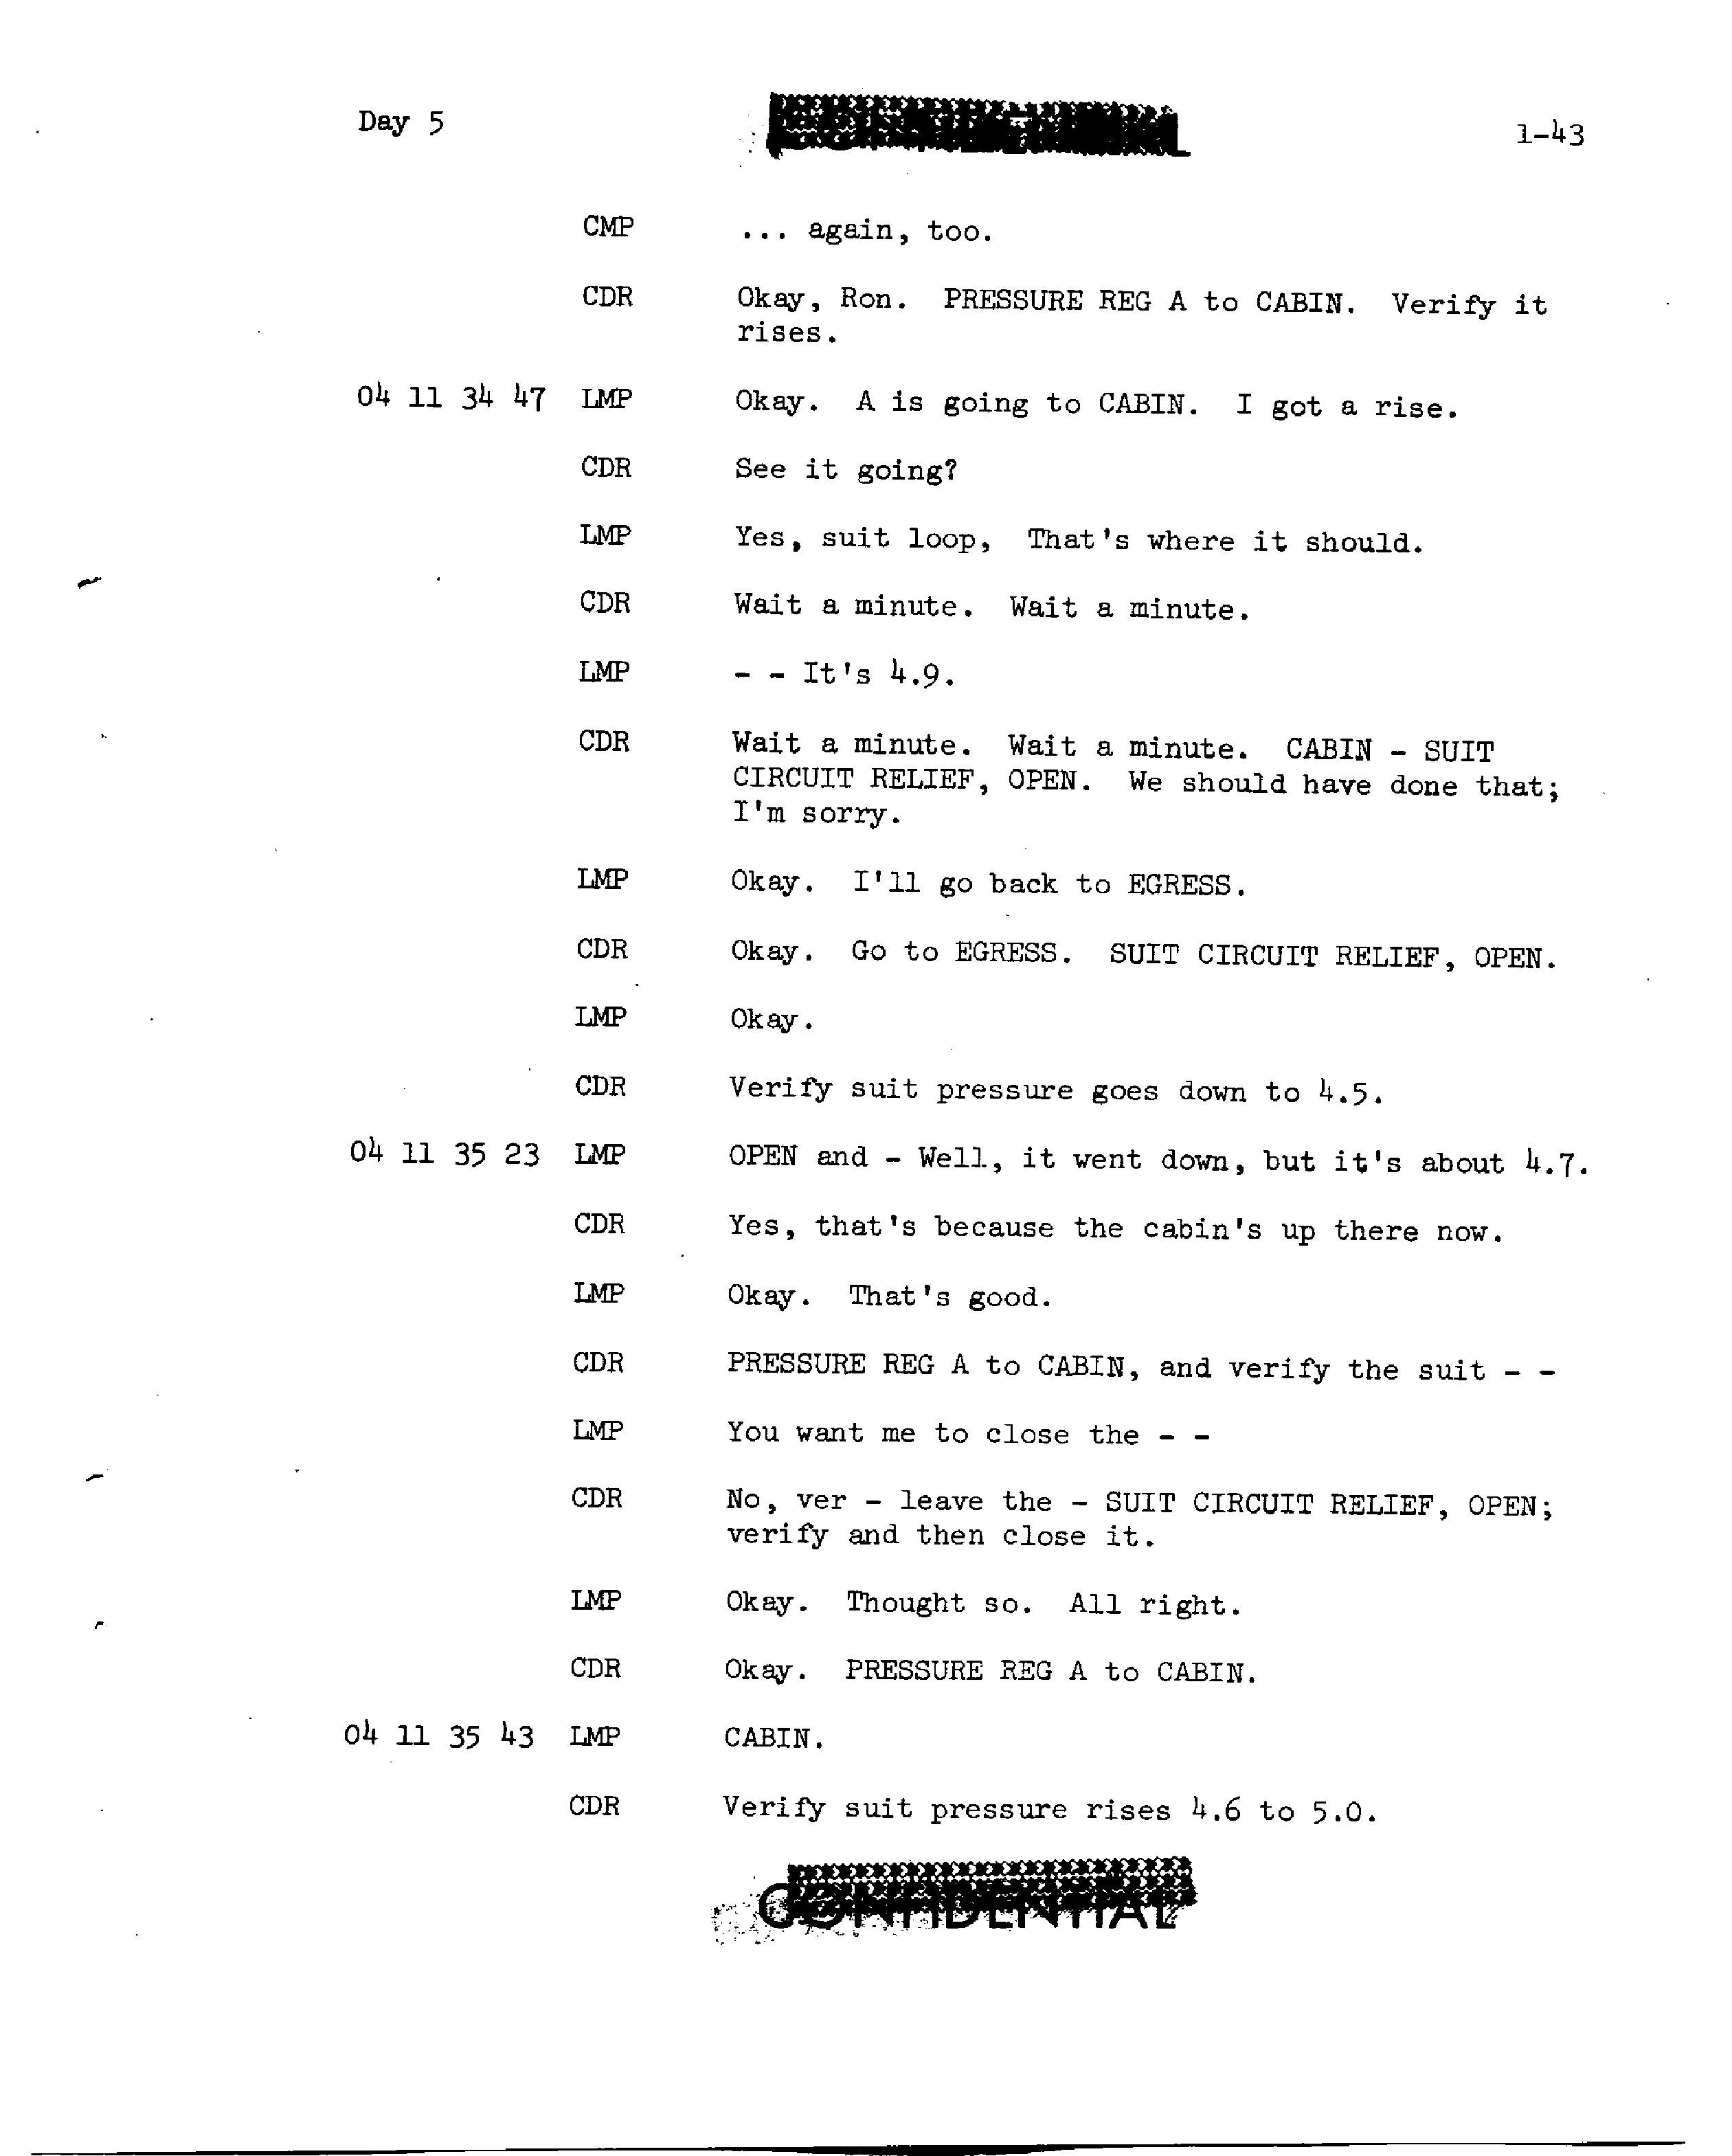 Day 5
1-43
CMP ... again, too.
CDR Okay, Ron. PRESSURE REG A to CABIN. Verify it
rises.
04 11 34 47 LMP Okay. A is going to CABIN. I got a rise.
CDR See it going?
LMP Yes, suit loop, That's where it should.
CDR Wait a minute. Wait a minute.
LMP - - It's 4.9.
CDR Wait a minute. Wait a minute. CABIN - SUIT
CIRCUIT RELIEF, OPEN. We should have done that;
I'm sorry.
LMP Okay. I'll go back to EGRESS.
CDR Okay. Go to EGRESS. SUIT CIRCUIT RELIEF, OPEN.
LMP Okay.
CDR Verify suit pressure goes down to 4.5.
04 11 35 23 LMP OPEN and - Well, it went down, but it's about 4.7.
CDR Yes, that's because the cabin's up there now.
LMP Okay. That's good.
CDR PRESSURE REG A to CABIN, and verify the suit - -
LMP You want me to close the - -
CDR No, ver - leave the - SUIT CIRCUIT RELIEF, OPEN;
verify and then close it.
LMP Okay. Thought so. All right.
CDR Okay. PRESSURE REG A to CABIN.
04 11 35 43 LMP CABIN.
CDR Verify suit pressure rises 4.6 to 5.0.
CONFIDENTIAL